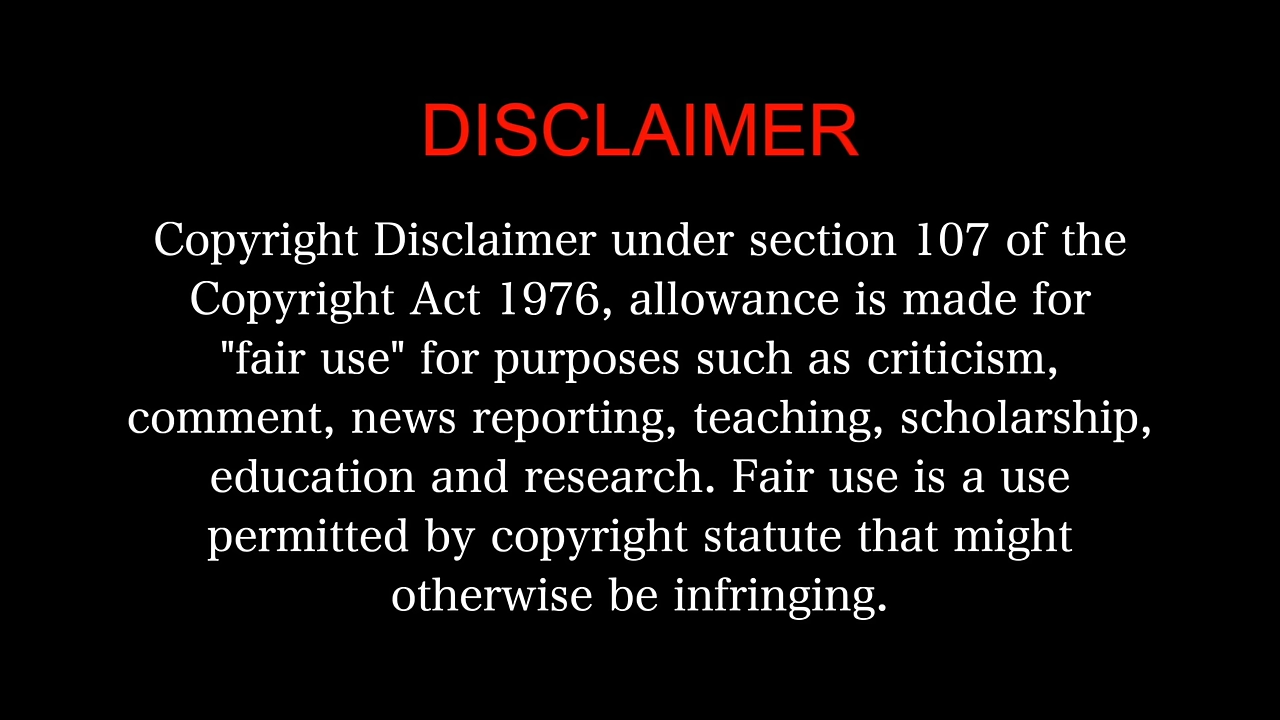 DISCLAIMER
Copyright Disclaimer under section 107 of the
Copyright Act 1976, allowance is made for
"fair use" for purposes such as criticism,
comment, news reporting, teaching, scholarship,
education and research. Fair use is a use
permitted by copyright statute that might
otherwise be infringing.